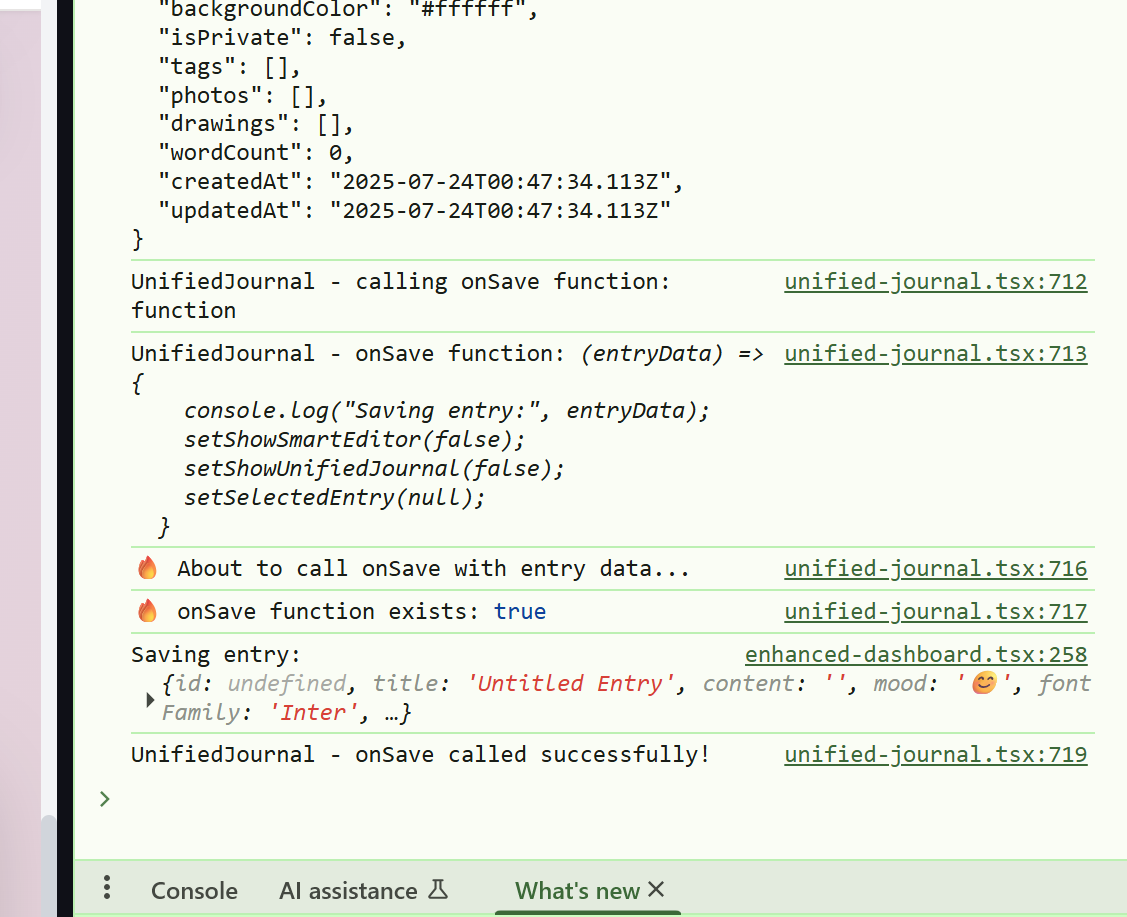 "backgroundColor": "#ffffff",
"isPrivate": false,
"tags": [],
"photos": [],
"drawings": [],
"wordCount": 0,
"createdAt": "2025-07-24T00:47:34.113Z",
"updatedAt": "2025-07-24T00:47:34.113Z"
}
UnifiedJournal - calling onSave function: unified-journal.tsx:712
function
UnifiedJournal - onSave function: (entryData) => unified-journal.tsx:713
{
console.log("Saving entry:", entryData);
setShowSmartEditor(false);
setShowUnifiedJournal(false);
setSelectedEntry(null);
}
🔥 About to call onSave with entry data... unified-journal.tsx:716
🔥 onSave function exists: true unified-journal.tsx:717
Saving entry: enhanced-dashboard.tsx:258
{id: undefined, title: 'Untitled Entry', content: '', mood: '😊', font
Family: 'Inter', …}
UnifiedJournal - onSave called successfully! unified-journal.tsx:719
Console AI assistance What's new